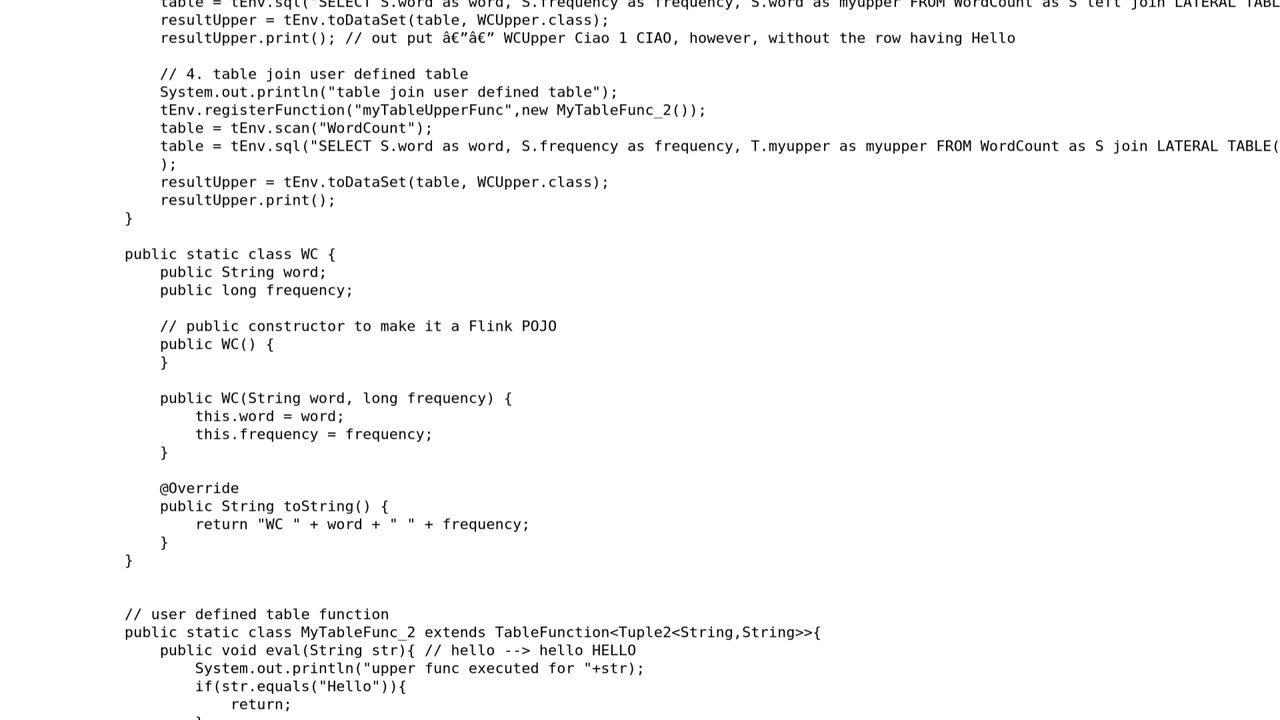 table = tEnv.sql("SELECT S.word as word, S.frequency as frequency, S.word as myupper FROM WordCount as S left join LATERAL TABL
resultUpper = tEnv.toDataSet(table, WCUpper.class);
resultUpper.print(); // out put â€”â€” WCUpper Ciao 1 CIAO, however, without the row having Hello
// 4. table join user defined table
System.out.println("table join user defined table");
tEnv.registerFunction("myTableUpperFunc",new MyTableFunc_2());
table = tEnv.scan("WordCount");
table = tEnv.sql("SELECT S.word as word, S.frequency as frequency, T.myupper as myupper FROM WordCount as S join LATERAL TABLE(
);
resultUpper = tEnv.toDataSet(table, WCUpper.class);
resultUpper.print();
}
public static class WC {
public String word;
public long frequency;
// public constructor to make it a Flink POJO
public WC() {
}
public WC(String word, long frequency) {
this.word = word;
this.frequency = frequency;
}
@Override
public String toString() {
return "WC " + word + " " + frequency;
}
}
// user defined table function
public static class MyTableFunc_2 extends TableFunction<Tuple2<String,String>>{
public void eval(String str){ // hello --> hello HELLO
System.out.println("upper func executed for "+str);
if(str.equals("Hello")){
return;
}